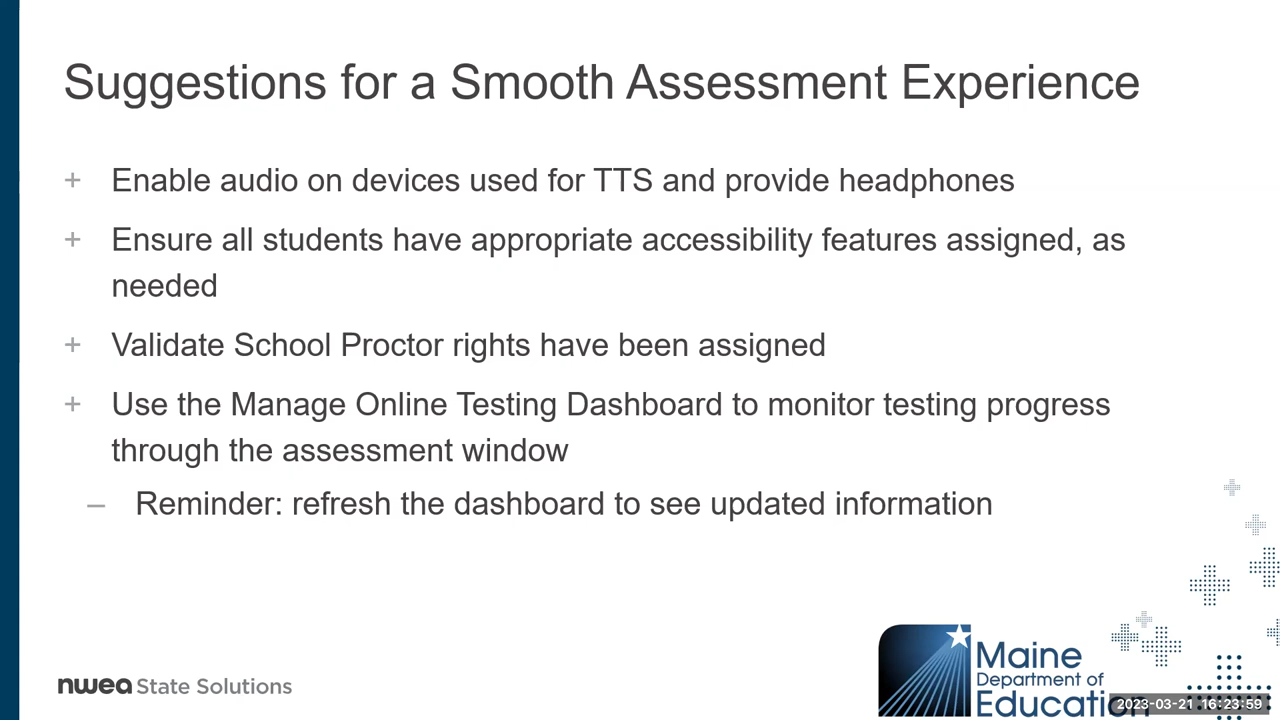 Suggestions for a Smooth Assessment Experience
+ Enable audio on devices used for TTS and provide headphones
+ Ensure all students have appropriate accessibility features assigned, as
needed
+ Validate School Proctor rights have been assigned
+ Use the Manage Online Testing Dashboard to monitor testing progress
through the assessment window
– Reminder: refresh the dashboard to see updated information
nwea State Solutions
Maine
Department of
Education
2023-03-21 16:23:59